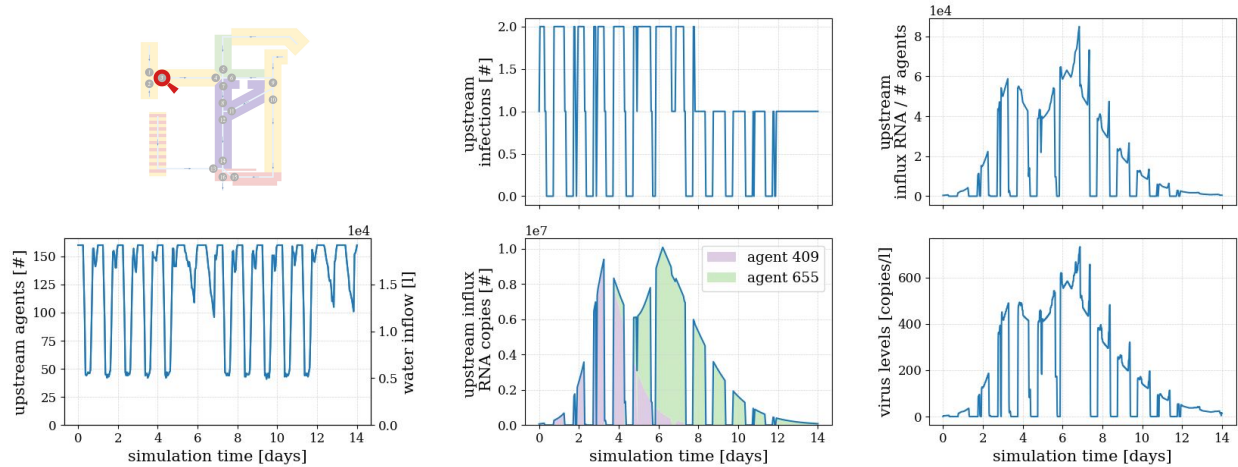 2.0
1.5
1.0
0.5
0.0
upstream
infections [#]
1e4
8
6
4
2
0
upstream
influx RNA / # agents
150
125
100
75
50
25
0
upstream agents [#]
1e4
1.5
1.0
0.5
0.0
water inflow [l]
0 2 4 6 8 10 12 14
simulation time [days]
1e7
1.0
0.8
0.6
0.4
0.2
0.0
upstream influx
RNA copies [#]
agent 409
agent 655
0 2 4 6 8 10 12 14
simulation time [days]
600
400
200
0
virus levels [copies/l]
0 2 4 6 8 10 12 14
simulation time [days]